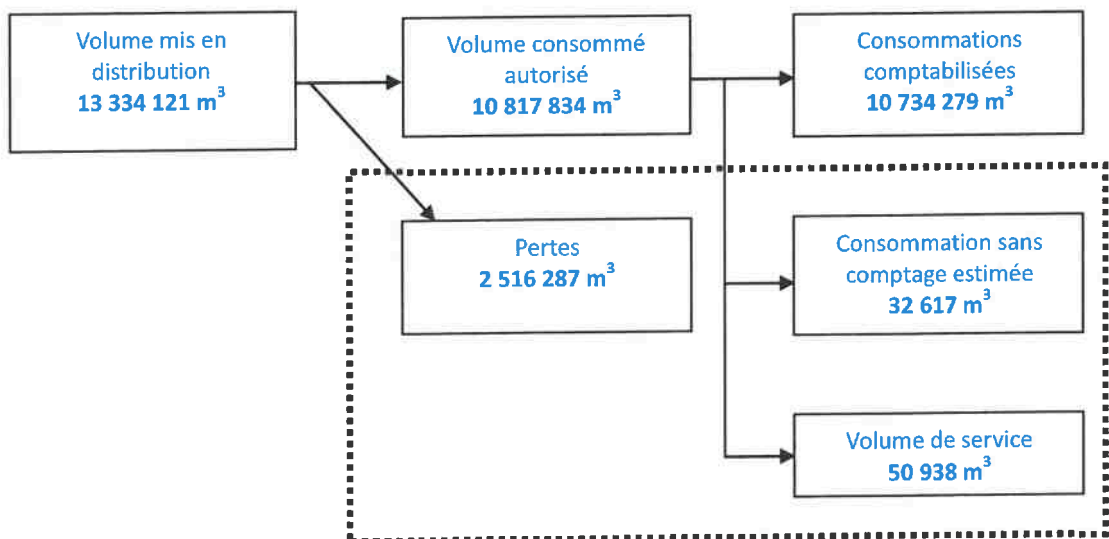 Volume mis en
distribution
13 334 121 m³
Volume consommé
autorisé
10 817 834 m³
Consommations
comptabilisées
10 734 279 m³
Pertes
2 516 287 m³
Consommation sans
comptage estimée
32 617 m³
Volume de service
50 938 m³